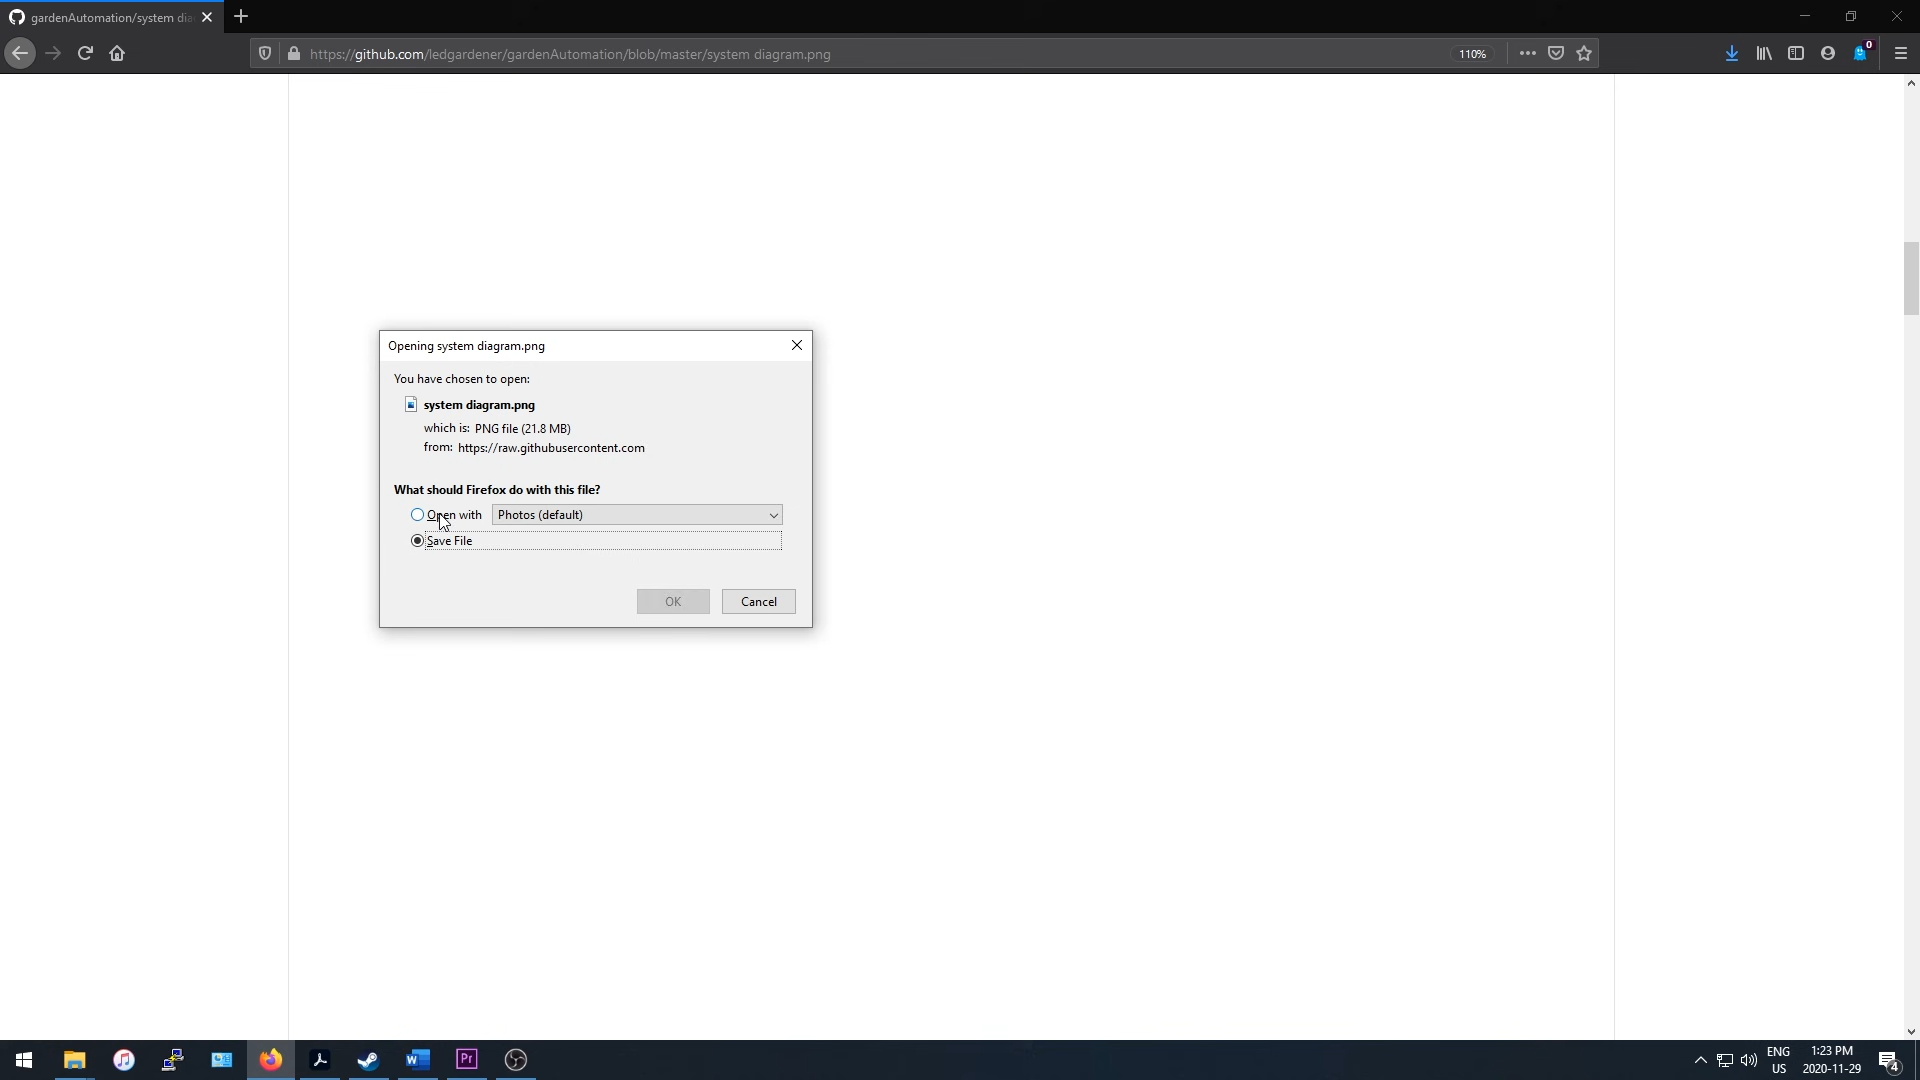 gardenAutomation/system dia
https://github.com/ledgardener/gardenAutomation/blob/master/system diagram.png
110%
0
Opening system diagram.png
You have chosen to open:
system diagram.png
which is: PNG file (21.8 MB)
from: https://raw.githubusercontent.com
What should Firefox do with this file?
Open with Photos (default)
Save File
OK Cancel
W
Pr
ENG
US
1:23 PM
2020-11-29
4